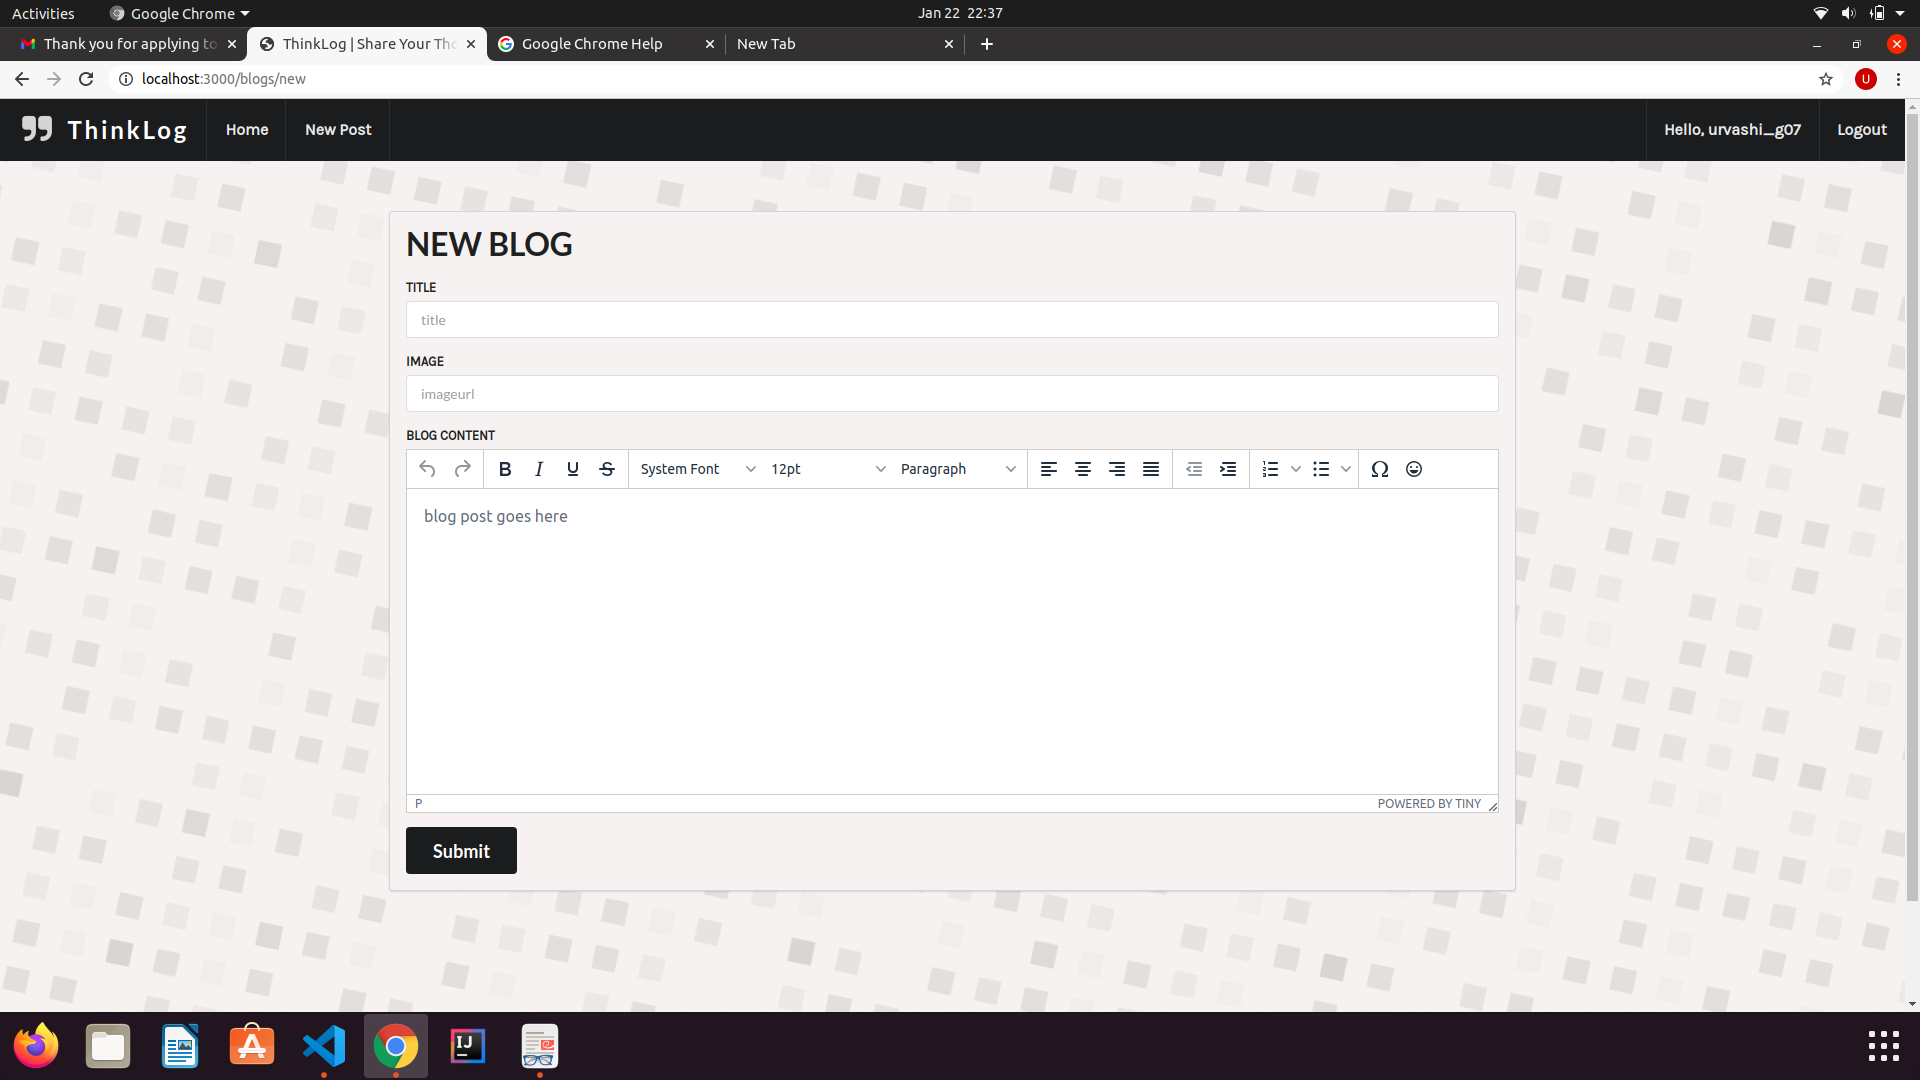 Activities Google Chrome Jan 22 22:37
Thank you for applying to ThinkLog | Share Your Tho Google Chrome Help New Tab
localhost:3000/blogs/new U
ThinkLog Home New Post Hello, urvashi_g07 Logout
NEW BLOG
TITLE
title
IMAGE
imageurl
BLOG CONTENT
B I U S System Font 12pt Paragraph Ω
blog post goes here
P POWERED BY TINY
Submit
IJ